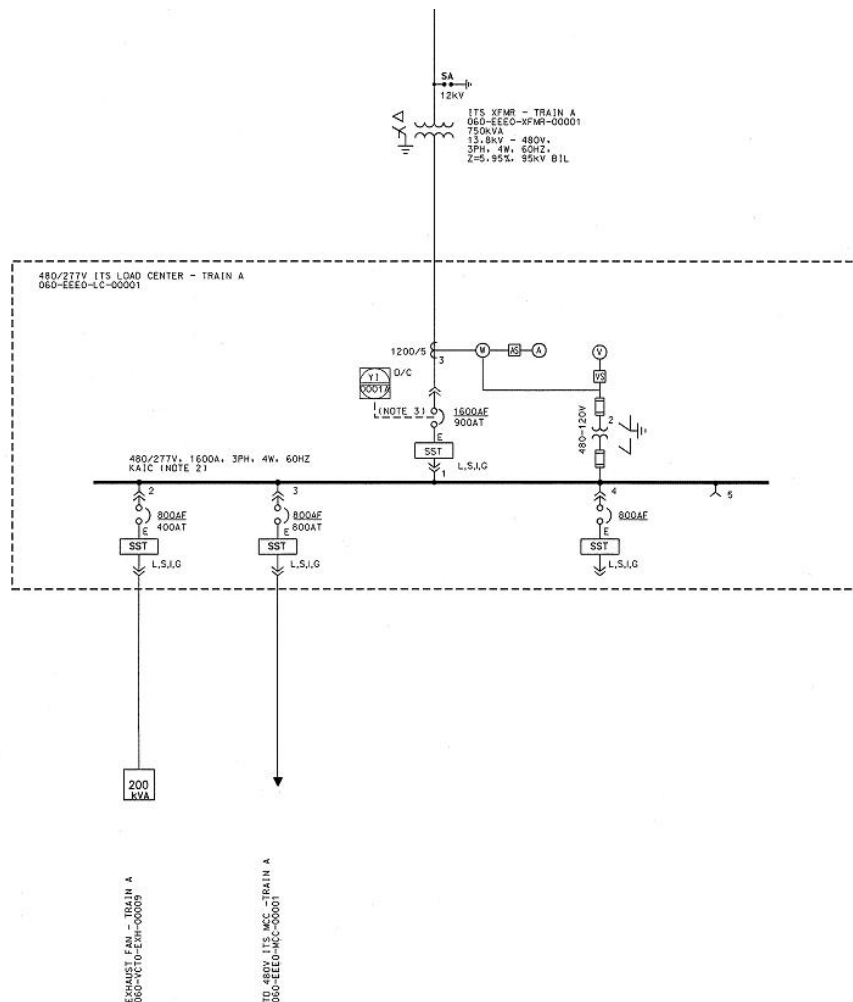 SA
12kV
ITS XFMR - TRAIN A
060-EEE0-XFMR-00001
750kVA
13.8kV - 480V,
3PH, 4W, 60HZ,
Z=5.95%, 95kV BIL
480/277V ITS LOAD CENTER - TRAIN A
060-EEE0-LC-00001
1200/5
3
W
AS
A
V
VS
YI
0001A
O/C
(NOTE 3)
1600AF
900AT
E
SST
L,S,I,G
1
480-120V
2
480/277V, 1600A, 3PH, 4W, 60HZ
KAIC (NOTE 2)
2
3
4
5
800AF
400AT
E
SST
L,S,I,G
800AF
800AT
E
SST
L,S,I,G
800AF
E
SST
L,S,I,G
200
kVA
EXHAUST FAN - TRAIN A
060-VCT0-EXH-00009
TO 480V ITS MCC -TRAIN A
060-EEE0-MCC-00001